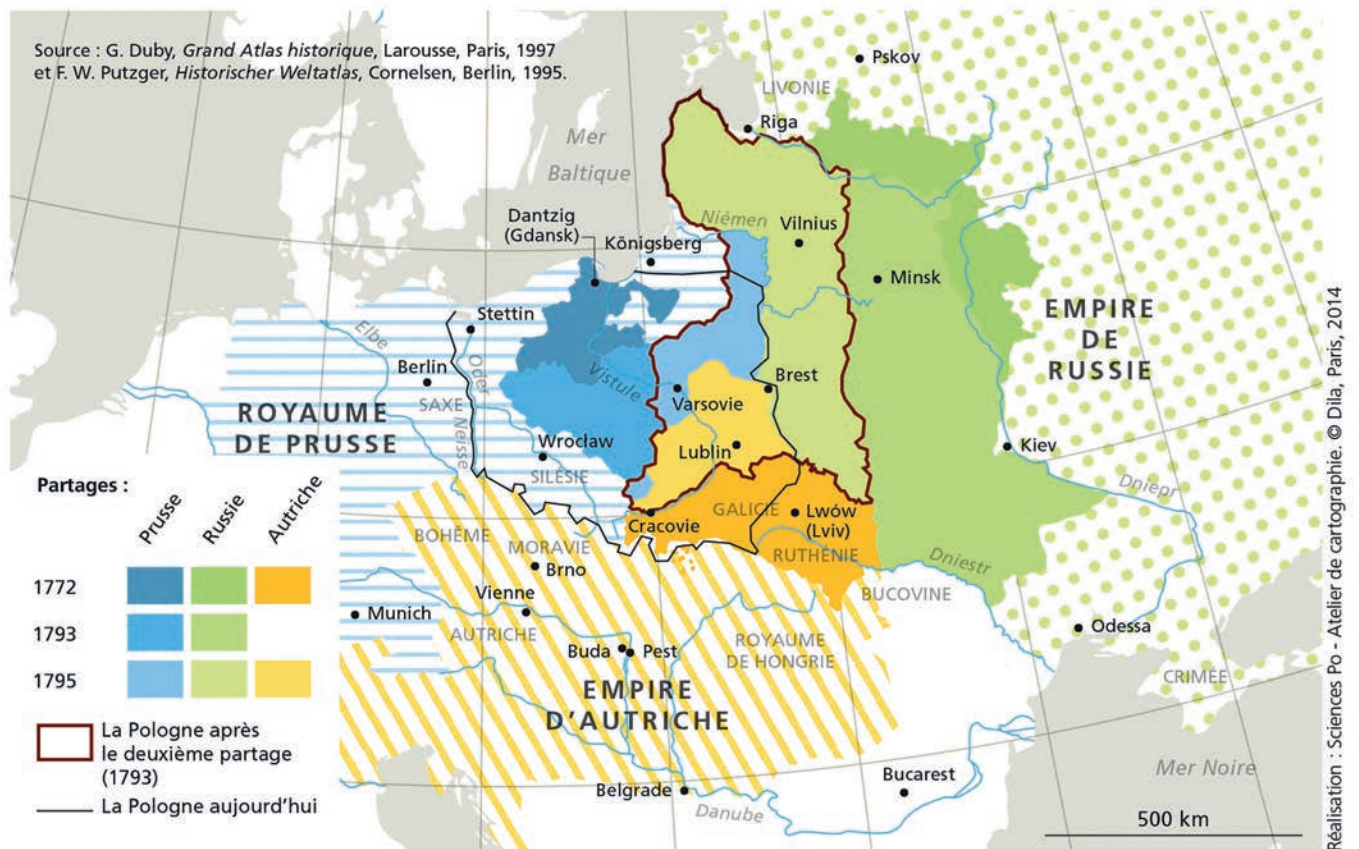 Source : G. Duby, Grand Atlas historique, Larousse, Paris, 1997
et F. W. Putzger, Historischer Weltatlas, Cornelsen, Berlin, 1995.
Pskov
LIVONIE
Riga
Mer
Baltique
Dantzig
(Gdansk)
Königsberg
Niémen
Vilnius
Minsk
EMPIRE
DE
RUSSIE
Stettin
Elbe
Oder
Berlin
SAXE
Neisse
Vistule
Varsovie
Brest
ROYAUME
DE PRUSSE
Wrocław
SILÉSIE
Lublin
Kiev
Dniepr
Cracovie
GALICIE
Lwów
(Lviv)
RUTHÉNIE
Dniestr
BOHÊME
MORAVIE
Brno
BUCOVINE
Vienne
Munich
AUTRICHE
Buda
Pest
ROYAUME
DE HONGRIE
Odessa
CRIMÉE
EMPIRE
D'AUTRICHE
Mer Noire
Bucarest
Belgrade
Danube
500 km
Partages :
Prusse
Russie
Autriche
1772
1793
1795
La Pologne après
le deuxième partage
(1793)
La Pologne aujourd'hui
Réalisation : Sciences Po - Atelier de cartographie. © Dila, Paris, 2014